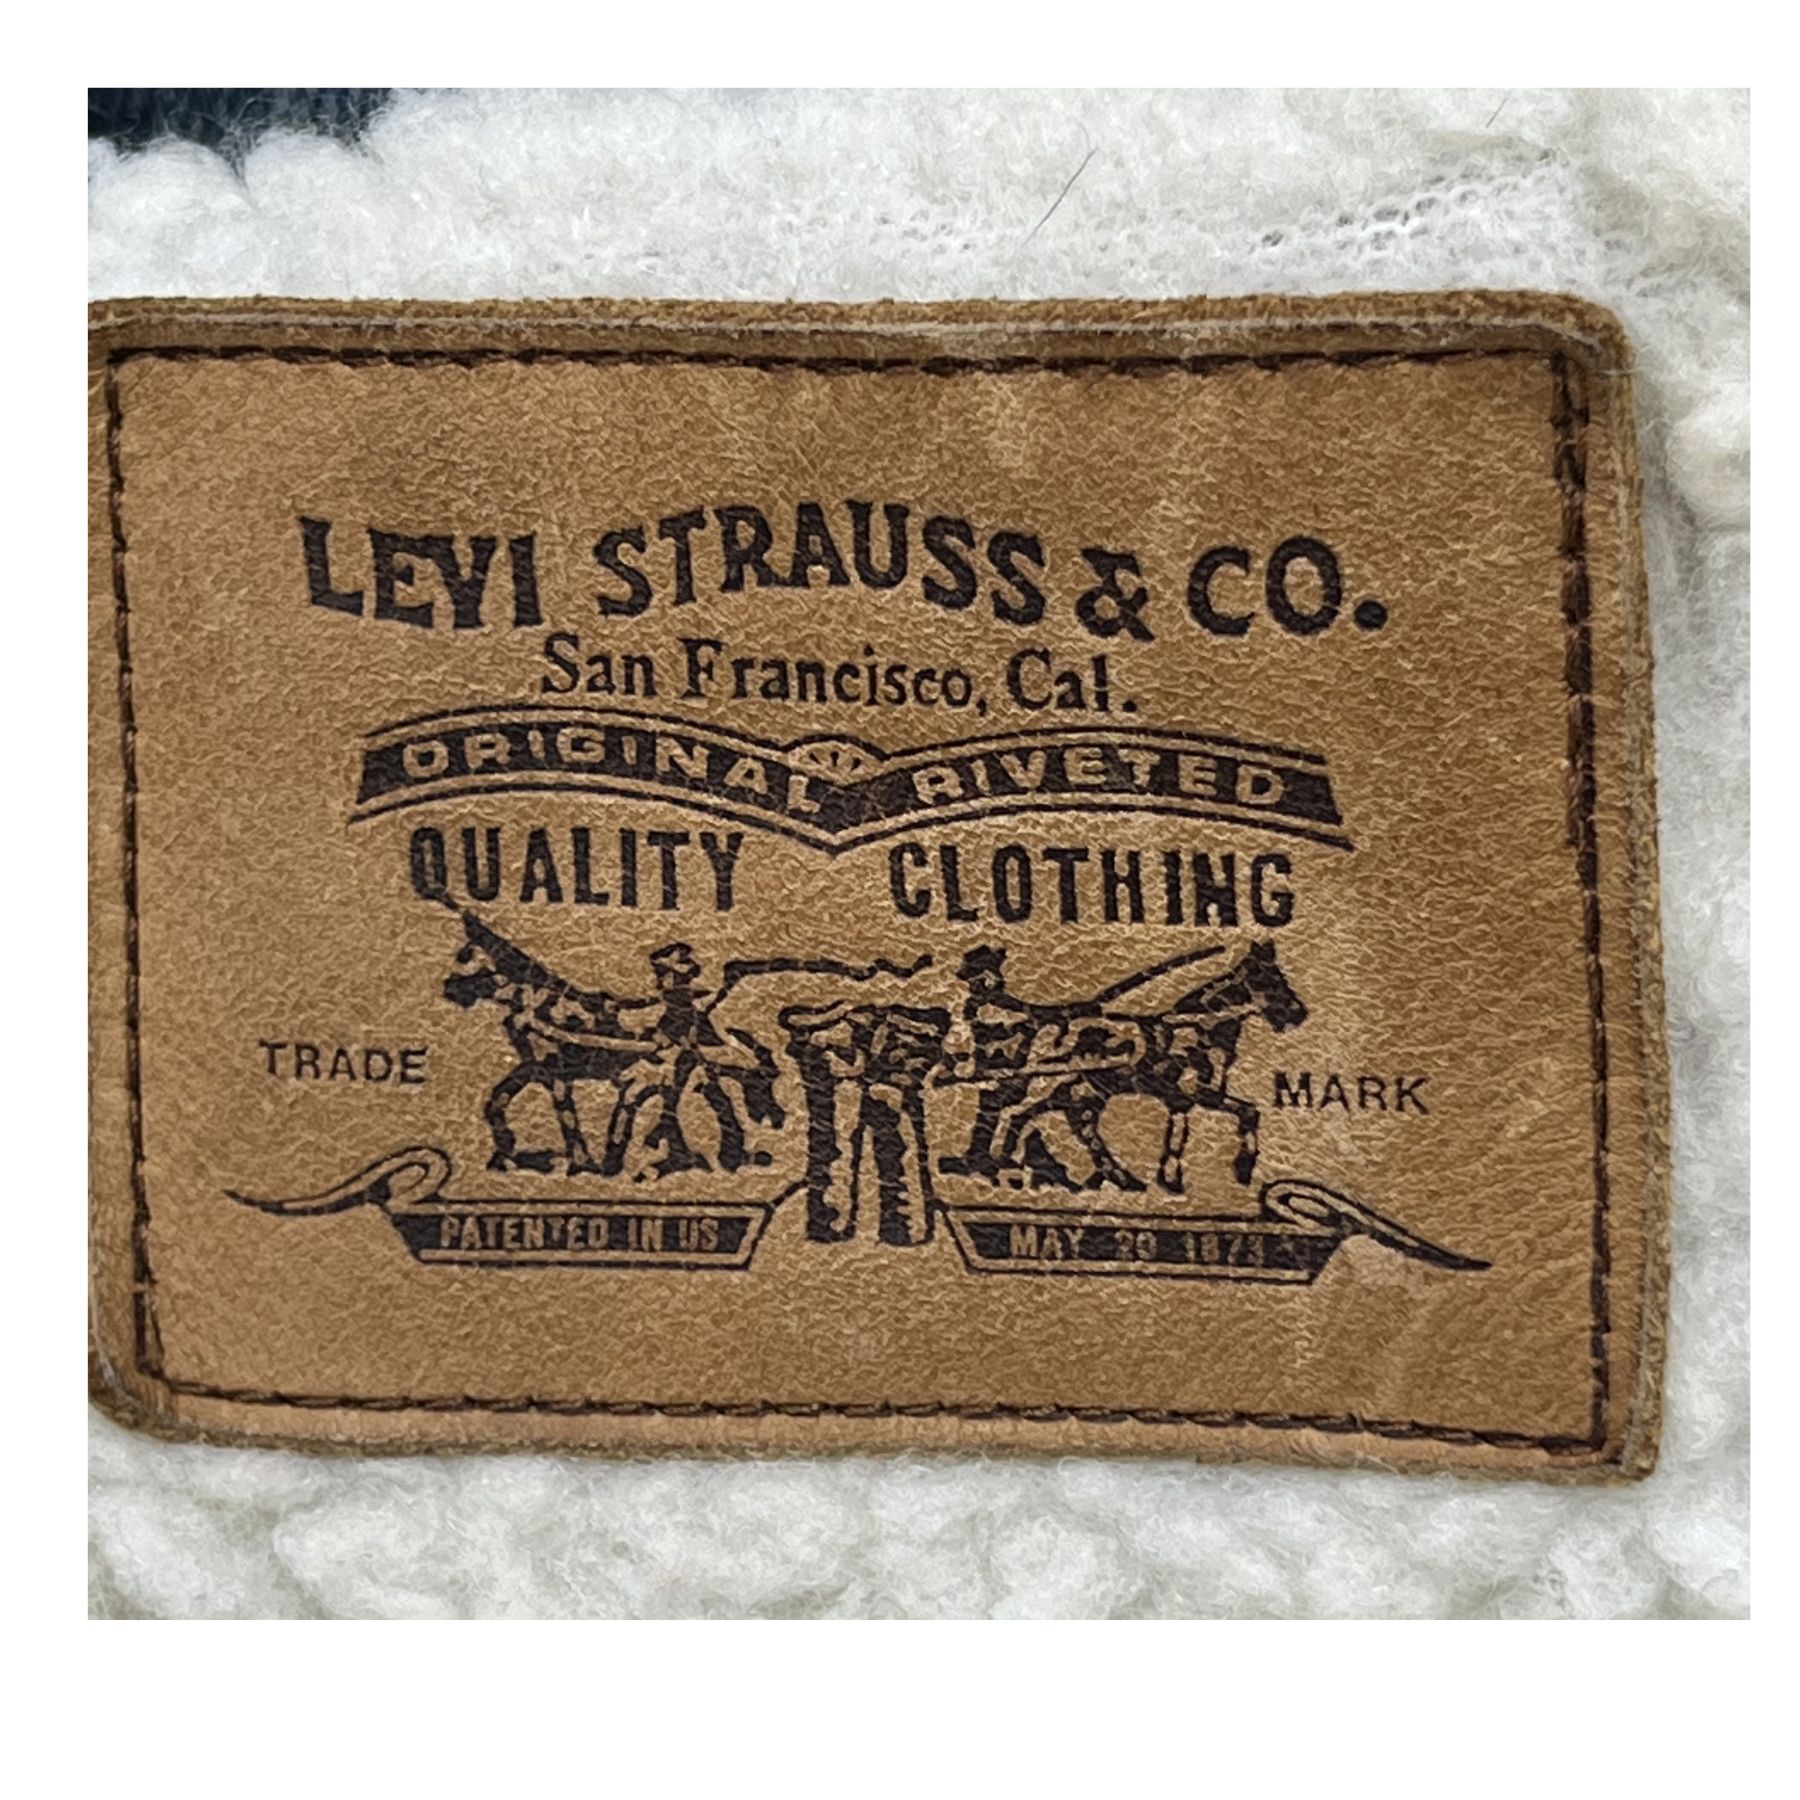 LEVI STRAUSS & CO.
San Francisco, Cal.
ORIGINAL RIVETED
QUALITY CLOTHING
TRADE MARK
PATENTED IN US MAY 20 1873